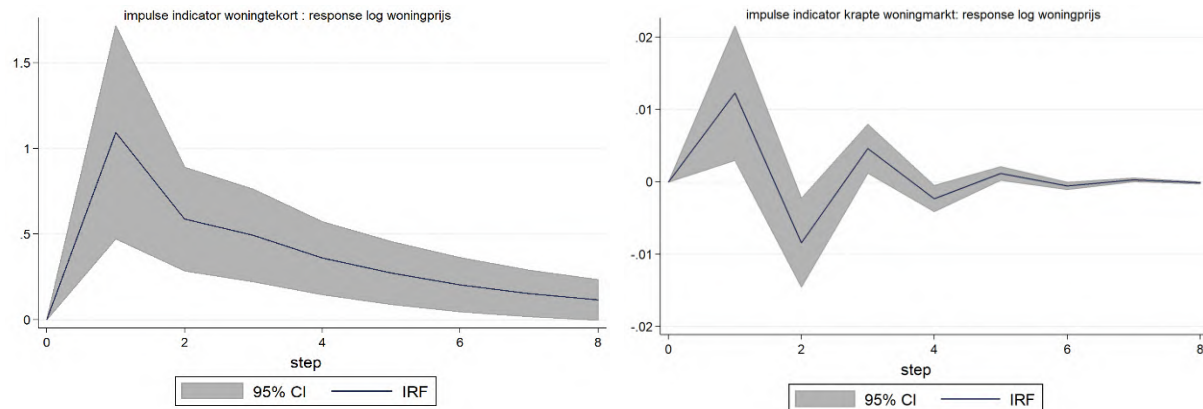 impulse indicator woningtekort : response log woningprijs
1.5
1
.5
0
0 2 4 6 8
step
95% CI IRF
impulse indicator krapte woningmarkt: response log woningprijs
.02
.01
0
-.01
-.02
0 2 4 6 8
step
95% CI IRF